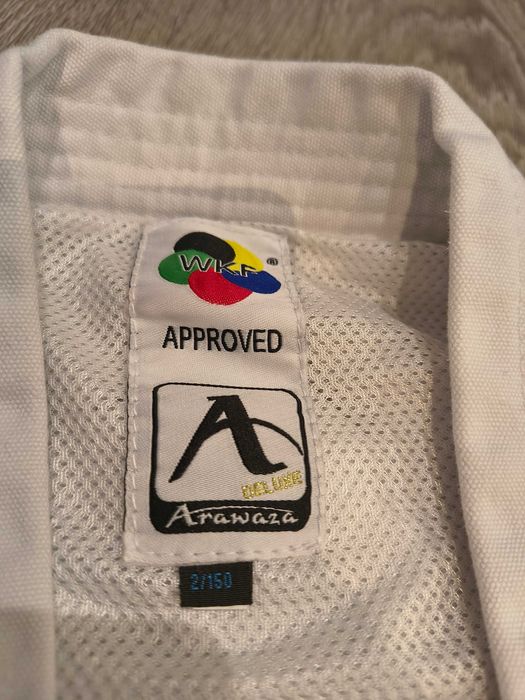 WKF ®
APPROVED
A
DELUXE
Arawaza
2/150